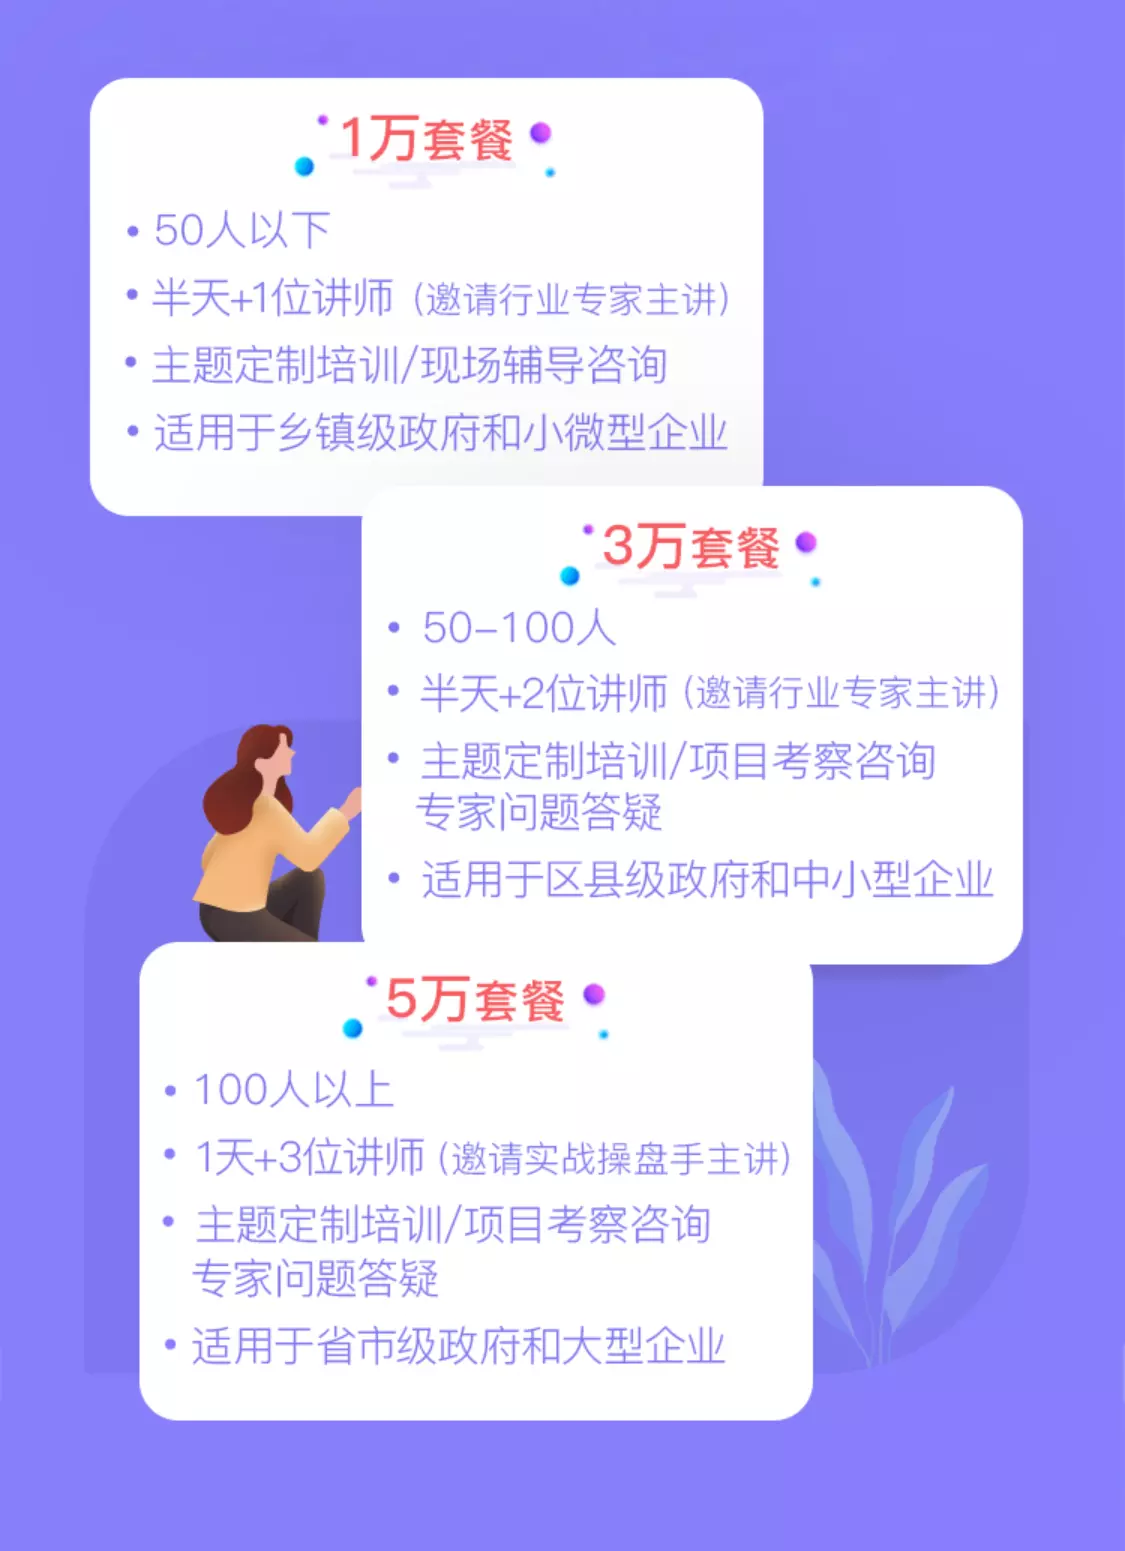 1万套餐
• 50人以下
• 半天+1位讲师（邀请行业专家主讲）
• 主题定制培训/现场辅导咨询
• 适用于乡镇级政府和小微型企业
3万套餐
• 50-100人
• 半天+2位讲师（邀请行业专家主讲）
• 主题定制培训/项目考察咨询
专家问题答疑
• 适用于区县级政府和中小型企业
5万套餐
• 100人以上
• 1天+3位讲师（邀请实战操盘手主讲）
• 主题定制培训/项目考察咨询
专家问题答疑
• 适用于省市级政府和大型企业